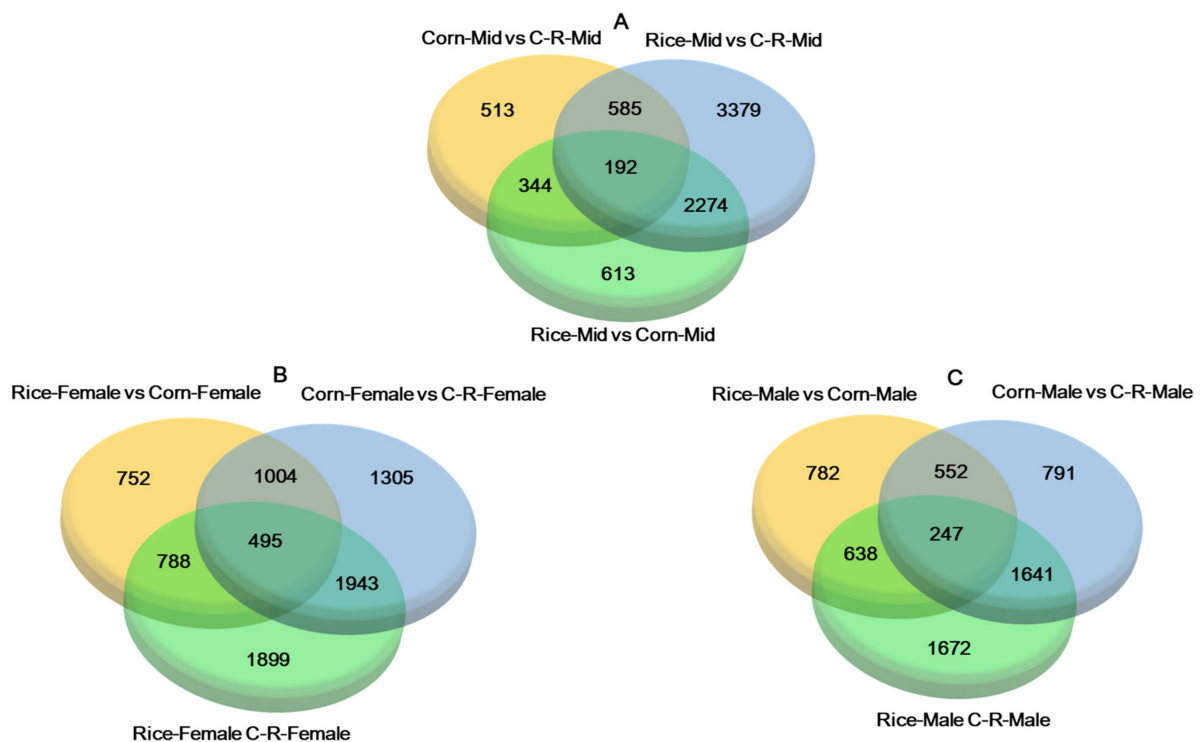 A
Corn-Mid vs C-R-Mid
Rice-Mid vs C-R-Mid
513
585
3379
192
344
2274
613
Rice-Mid vs Corn-Mid
B
Rice-Female vs Corn-Female
Corn-Female vs C-R-Female
752
1004
1305
495
788
1943
1899
Rice-Female C-R-Female
C
Rice-Male vs Corn-Male
Corn-Male vs C-R-Male
782
552
791
247
638
1641
1672
Rice-Male C-R-Male